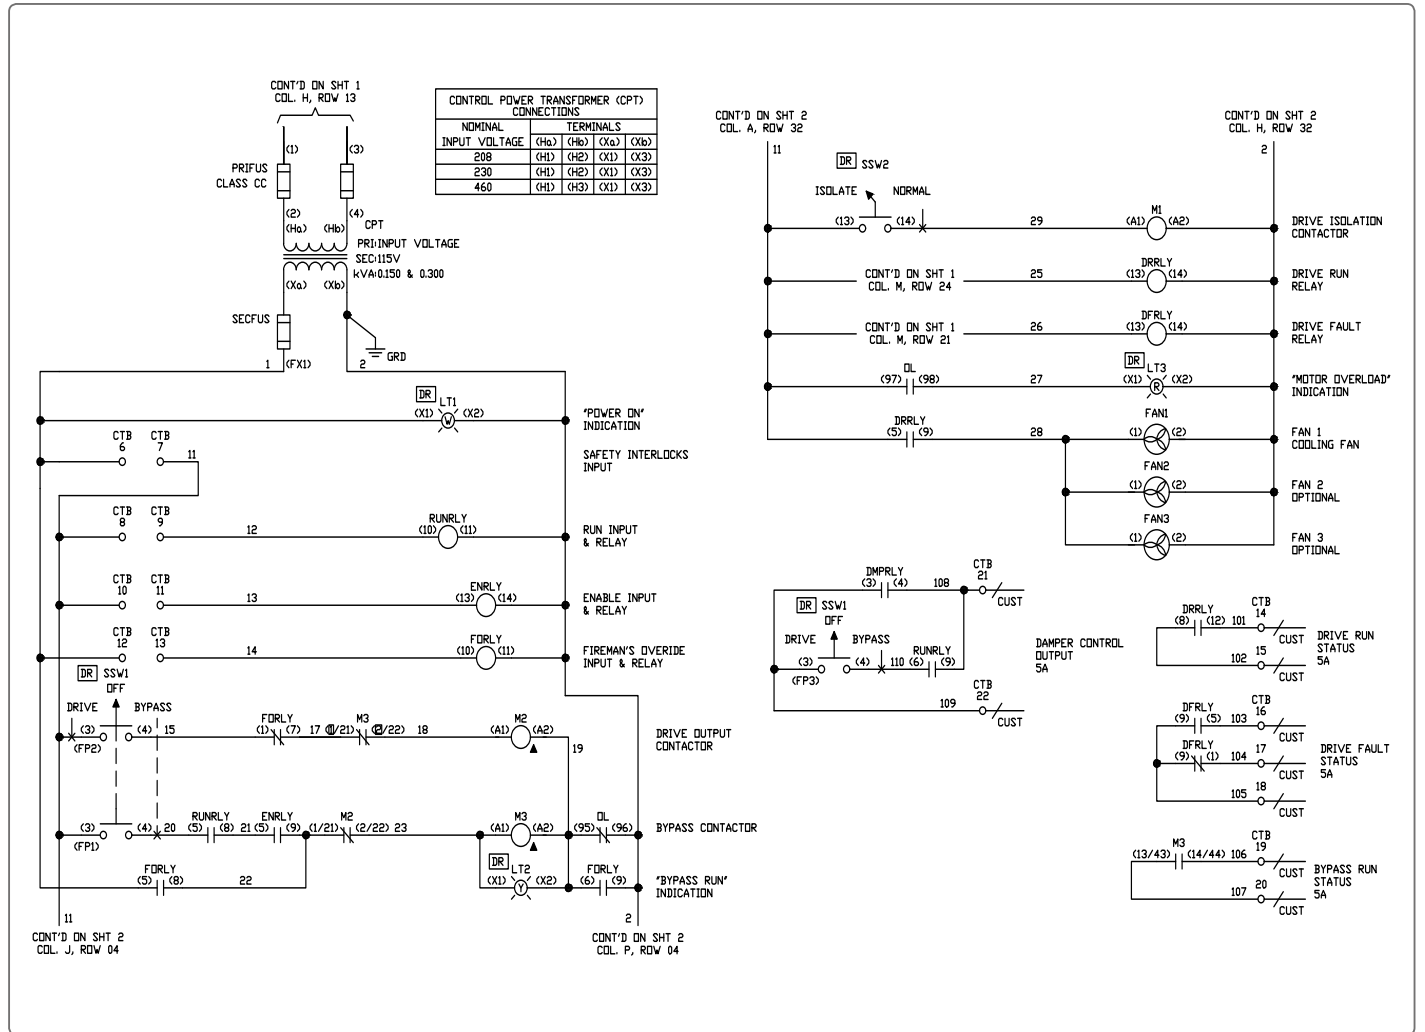 CONT'D ON SHT 1
COL. H, ROW 13
(1) (3)
PRIFUS
CLASS CC
(2) (4)
(Ha) (Hb) CPT
PRI:INPUT VOLTAGE
SEC:115V
kVA:0.150 & 0.300
(Xa) (Xb)
SECFUS
GRD
1 (FX1) 2
CONTROL POWER TRANSFORMER (CPT)
CONNECTIONS
NOMINAL TERMINALS
INPUT VOLTAGE (Ha) (Hb) (Xa) (Xb)
208 (H1) (H2) (X1) (X3)
230 (H1) (H2) (X1) (X3)
460 (H1) (H3) (X1) (X3)
DR LT1
(X1) W (X2)
"POWER ON"
INDICATION
CTB CTB
6 7
11
SAFETY INTERLOCKS
INPUT
CTB CTB
8 9
12
RUNRLY
(10) (11)
RUN INPUT
& RELAY
CTB CTB
10 11
13
ENRLY
(13) (14)
ENABLE INPUT
& RELAY
CTB CTB
12 13
14
FORLY
(10) (11)
FIREMAN'S OVERIDE
INPUT & RELAY
DR SSW1
OFF
DRIVE BYPASS
(3) (4) 15
(FP2)
FORLY
(1) (7) 17
M3
/21) /22) 18
M2
(A1) (A2)
19
DRIVE OUTPUT
CONTACTOR
(3) (4) 20
(FP1)
RUNRLY
(5) (8) 21
ENRLY
(5) (9)
M2
(1/21) (2/22) 23
M3
(A1) (A2)
OL
(95) (96)
BYPASS CONTACTOR
FORLY
(5) (8) 22
DR LT2
(X1) Y (X2)
FORLY
(6) (9)
"BYPASS RUN"
INDICATION
11
CONT'D ON SHT 2
COL. J, ROW 04
2
CONT'D ON SHT 2
COL. P, ROW 04
CONT'D ON SHT 2
COL. A, ROW 32
11
CONT'D ON SHT 2
COL. H, ROW 32
2
DR SSW2
ISOLATE NORMAL
(13) (14) 29
M1
(A1) (A2)
DRIVE ISOLATION
CONTACTOR
CONT'D ON SHT 1
COL. M, ROW 24
25
DRRLY
(13) (14)
DRIVE RUN
RELAY
CONT'D ON SHT 1
COL. M, ROW 21
26
DFRLY
(13) (14)
DRIVE FAULT
RELAY
OL
(97) (98) 27
DR LT3
(X1) R (X2)
"MOTOR OVERLOAD"
INDICATION
DRRLY
(5) (9) 28
FAN1
(1) (2)
FAN 1
COOLING FAN
FAN2
(1) (2)
FAN 2
OPTIONAL
FAN3
(1) (2)
FAN 3
OPTIONAL
DMPRLY
(3) (4) 108
CTB
21
CUST
DR SSW1
OFF
DRIVE BYPASS
(3) (4) 110
(FP3)
RUNRLY
(6) (9)
109
CTB
22
CUST
DAMPER CONTROL
OUTPUT
5A
DRRLY
(8) (12) 101
CTB
14
CUST
102
15
CUST
DRIVE RUN
STATUS
5A
DFRLY
(9) (5) 103
CTB
16
CUST
DFRLY
(9) (1) 104
17
CUST
105
18
CUST
DRIVE FAULT
STATUS
5A
M3
(13/43) (14/44) 106
CTB
19
CUST
107
20
CUST
BYPASS RUN
STATUS
5A